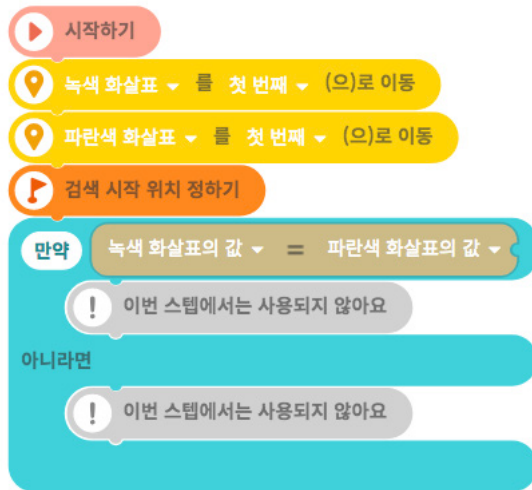 시작하기
녹색 화살표 를 첫 번째 (으)로 이동
파란색 화살표 를 첫 번째 (으)로 이동
검색 시작 위치 정하기
만약 녹색 화살표의 값 = 파란색 화살표의 값
! 이번 스텝에서는 사용되지 않아요
아니라면
! 이번 스텝에서는 사용되지 않아요